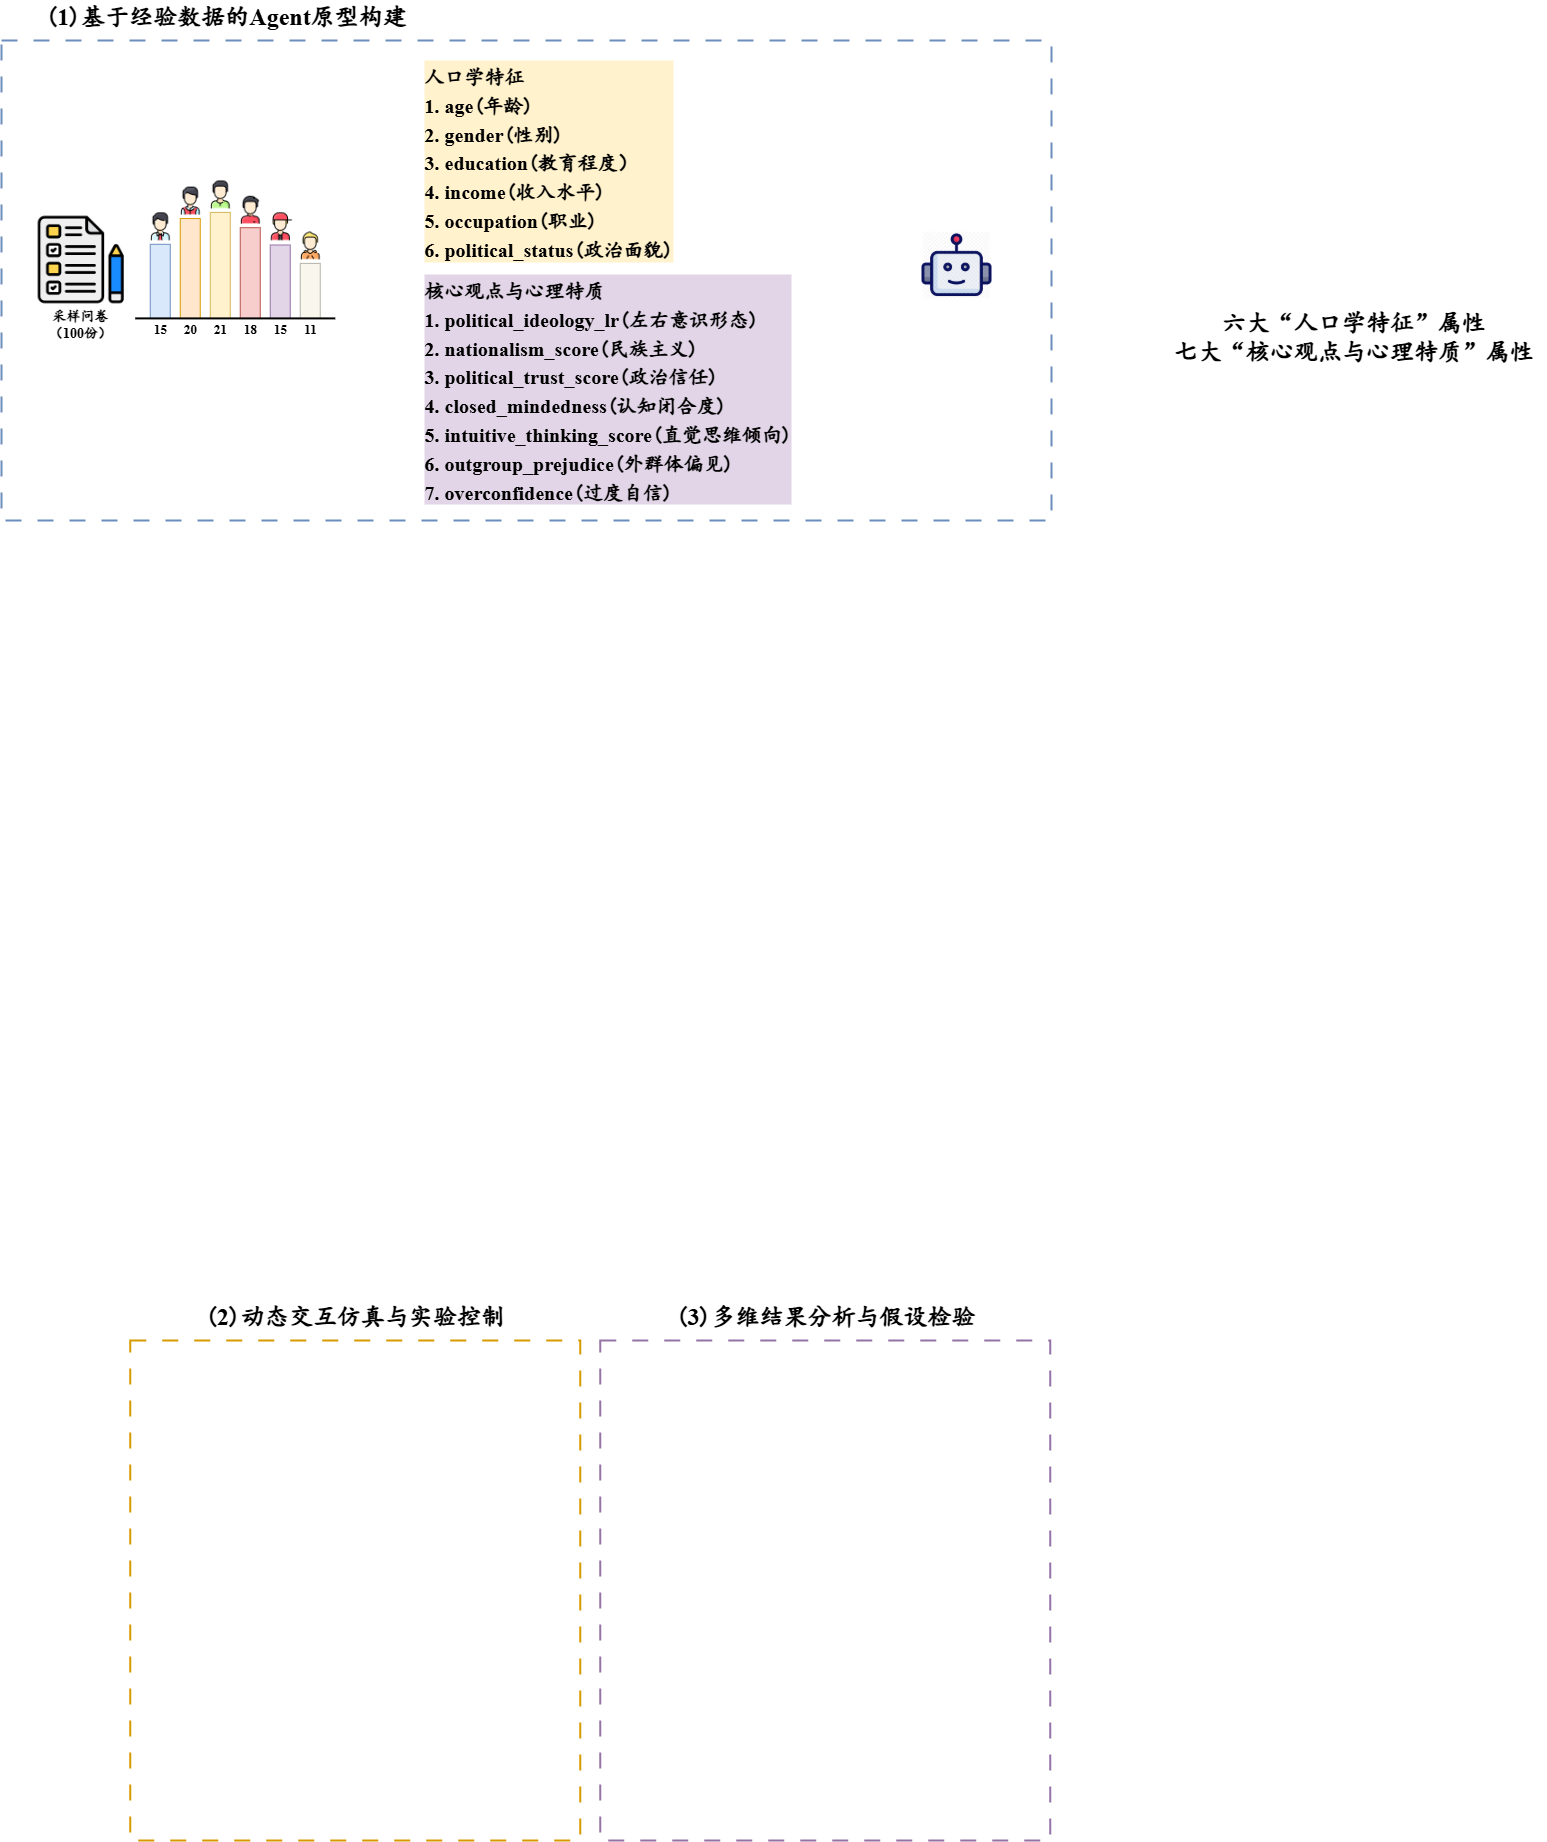 (1)基于经验数据的Agent原型构建
人口学特征
1. age(年龄)
2. gender(性别)
3. education(教育程度)
4. income(收入水平)
5. occupation(职业)
6. political_status(政治面貌)
核心观点与心理特质
1. political_ideology_lr(左右意识形态)
2. nationalism_score(民族主义)
3. political_trust_score(政治信任)
4. closed_mindedness(认知闭合度)
5. intuitive_thinking_score(直觉思维倾向)
6. outgroup_prejudice(外群体偏见)
7. overconfidence(过度自信)
采样问卷
(100份)
15 20 21 18 15 11
六大“人口学特征”属性
七大“核心观点与心理特质”属性
(2)动态交互仿真与实验控制
(3)多维结果分析与假设检验